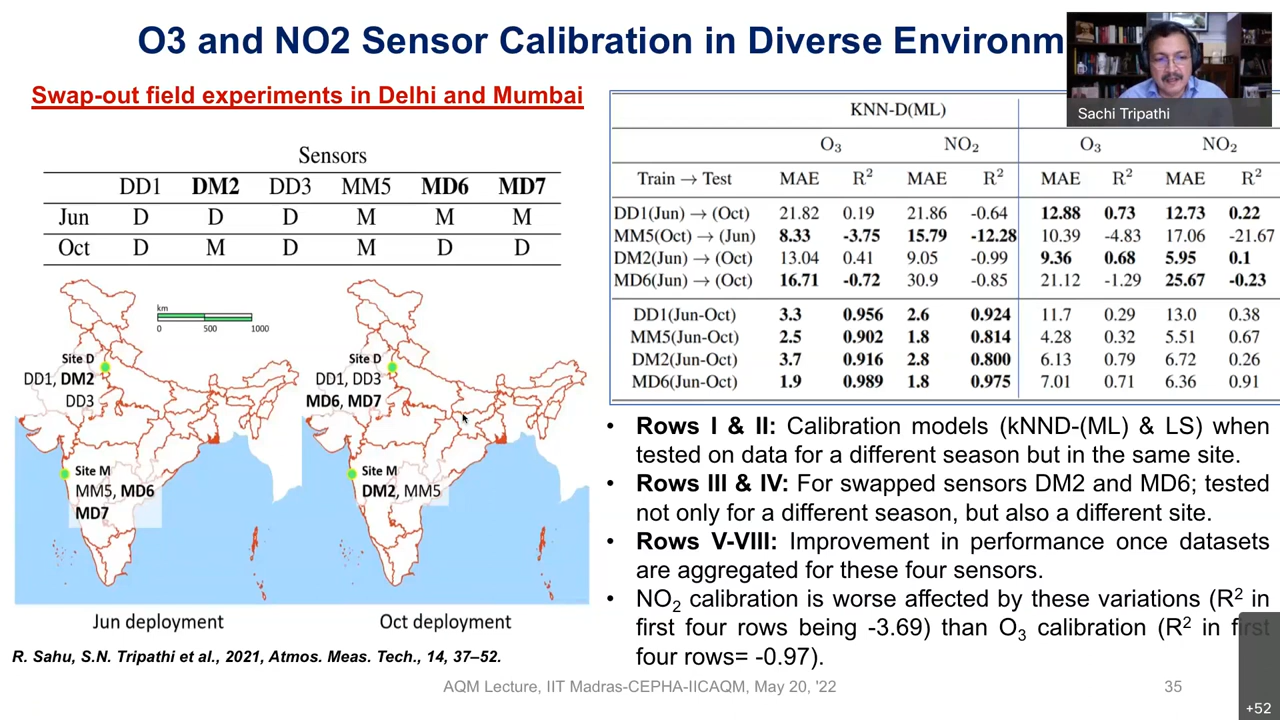 O3 and NO2 Sensor Calibration in Diverse Environm
Sachi Tripathi
Swap-out field experiments in Delhi and Mumbai
Sensors
DD1 DM2 DD3 MM5 MD6 MD7
Jun D D D M M M
Oct D M D M D D
km
0 500 1000
Site D
DD1, DM2
DD3
Site M
MM5, MD6
MD7
Jun deployment
Site D
DD1, DD3
MD6, MD7
Site M
DM2, MM5
Oct deployment
R. Sahu, S.N. Tripathi et al., 2021, Atmos. Meas. Tech., 14, 37–52.
KNN-D(ML)
O₃ NO₂ O₃ NO₂
Train → Test MAE R² MAE R² MAE R² MAE R²
DD1(Jun) → (Oct) 21.82 0.19 21.86 -0.64 12.88 0.73 12.73 0.22
MM5(Oct) → (Jun) 8.33 -3.75 15.79 -12.28 10.39 -4.83 17.06 -21.67
DM2(Jun) → (Oct) 13.04 0.41 9.05 -0.99 9.36 0.68 5.95 0.1
MD6(Jun) → (Oct) 16.71 -0.72 30.9 -0.85 21.12 -1.29 25.67 -0.23
DD1(Jun-Oct) 3.3 0.956 2.6 0.924 11.7 0.29 13.0 0.38
MM5(Jun-Oct) 2.5 0.902 1.8 0.814 4.28 0.32 5.51 0.67
DM2(Jun-Oct) 3.7 0.916 2.8 0.800 6.13 0.79 6.72 0.26
MD6(Jun-Oct) 1.9 0.989 1.8 0.975 7.01 0.71 6.36 0.91
• Rows I & II: Calibration models (kNND-(ML) & LS) when
tested on data for a different season but in the same site.
• Rows III & IV: For swapped sensors DM2 and MD6; tested
not only for a different season, but also a different site.
• Rows V-VIII: Improvement in performance once datasets
are aggregated for these four sensors.
• NO₂ calibration is worse affected by these variations (R² in
first four rows being -3.69) than O₃ calibration (R² in first
four rows= -0.97).
AQM Lecture, IIT Madras-CEPHA-IICAQM, May 20, '22
35
+52